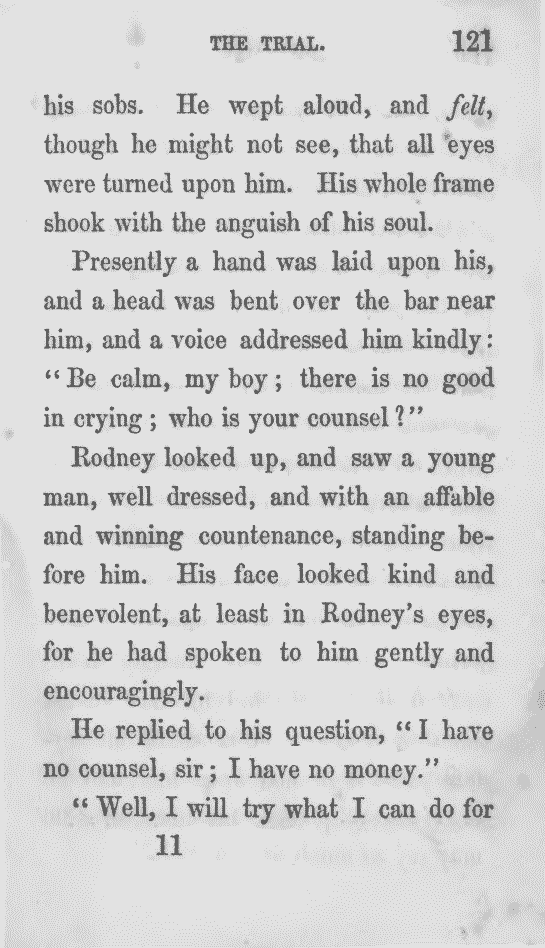 THE TRIAL. 121
his sobs. He wept aloud, and felt,
though he might not see, that all eyes
were turned upon him. His whole frame
shook with the anguish of his soul.
Presently a hand was laid upon his,
and a head was bent over the bar near
him, and a voice addressed him kindly:
“Be calm, my boy; there is no good
in crying; who is your counsel?”
Rodney looked up, and saw a young
man, well dressed, and with an affable
and winning countenance, standing be-
fore him. His face looked kind and
benevolent, at least in Rodney's eyes,
for he had spoken to him gently and
encouragingly.
He replied to his question, “I have
no counsel, sir; I have no money.”
“Well, I will try what I can do for
11